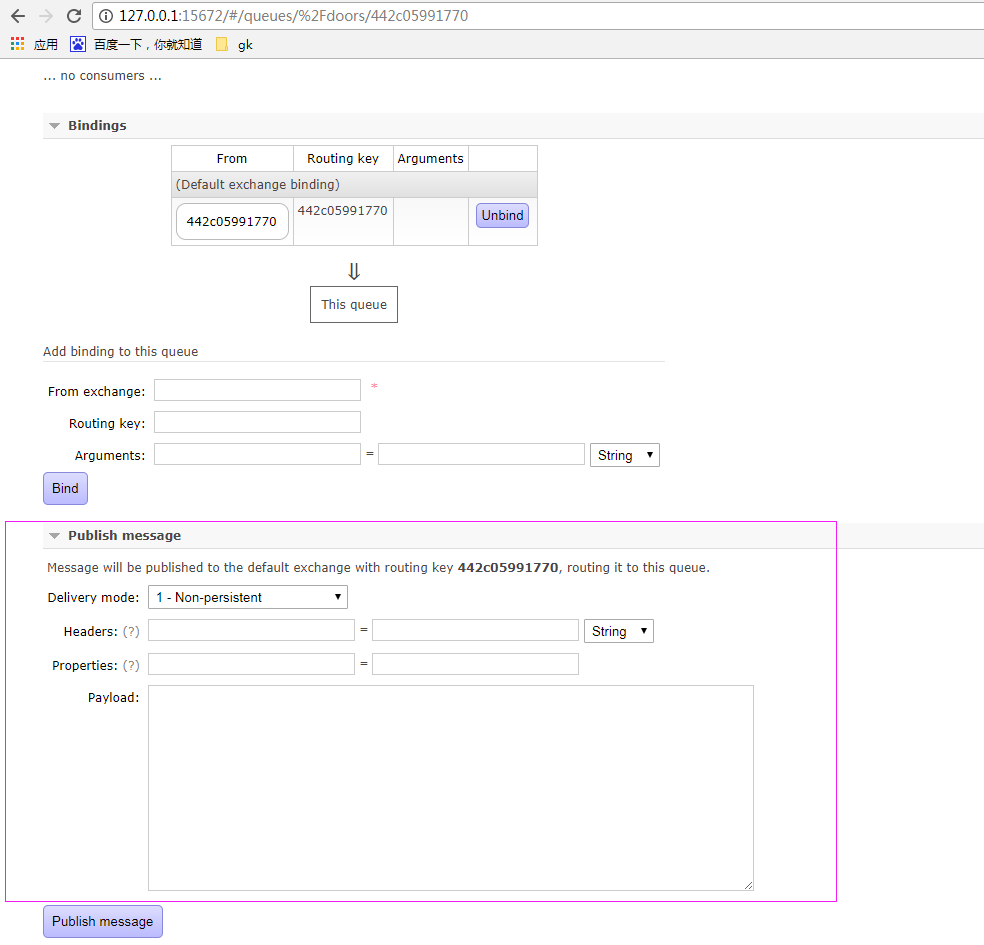 127.0.0.1:15672/#/queues/%2Fdoors/442c05991770
应用 百度一下，你就知道 gk
... no consumers ...
Bindings
From Routing key Arguments
(Default exchange binding)
442c05991770 442c05991770 Unbind
⇓
This queue
Add binding to this queue
From exchange: *
Routing key:
Arguments: = String
Bind
Publish message
Message will be published to the default exchange with routing key 442c05991770, routing it to this queue.
Delivery mode: 1 - Non-persistent
Headers: (?) = String
Properties: (?) =
Payload:
Publish message